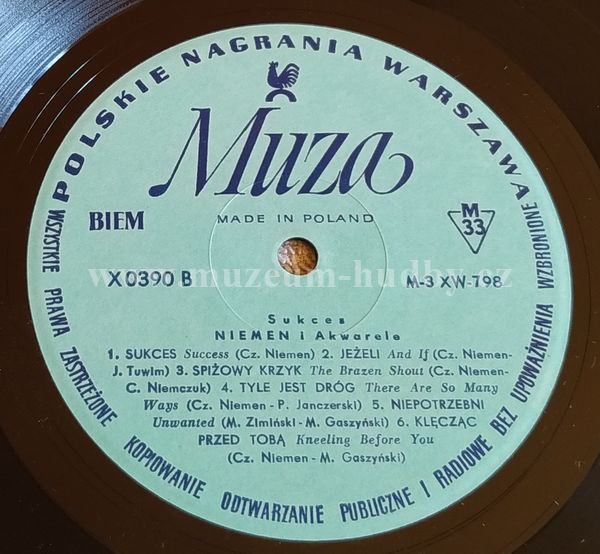 POLSKIE NAGRANIA WARSZAWA
Muza
MADE IN POLAND
BIEM
M
33
X0390 B
M-3 XW-798
www.muzeum-hudby.cz
Sukces
NIEMEN i Akwarele
1. SUKCES Success (Cz. Niemen) 2. JEŻELI And If (Cz. Niemen-
J. Tuwim) 3. SPIŻOWY KRZYK The Brazen Shout (Cz. Niemen-
C. Niemczuk) 4. TYLE JEST DRÓG There Are So Many
Ways (Cz. Niemen-P. Janczerski) 5. NIEPOTRZEBNI
Unwanted (M. Zimiński-M. Gaszyński) 6. KLĘCZĄC
PRZED TOBĄ Kneeling Before You
(Cz. Niemen-M. Gaszyński)
WSZYSTKIE PRAWA ZASTRZEŻONE KOPIOWANIE ODTWARZANIE PUBLICZNE I RADIOWE BEZ UPOWAŻNIENIA WZBRONIONE